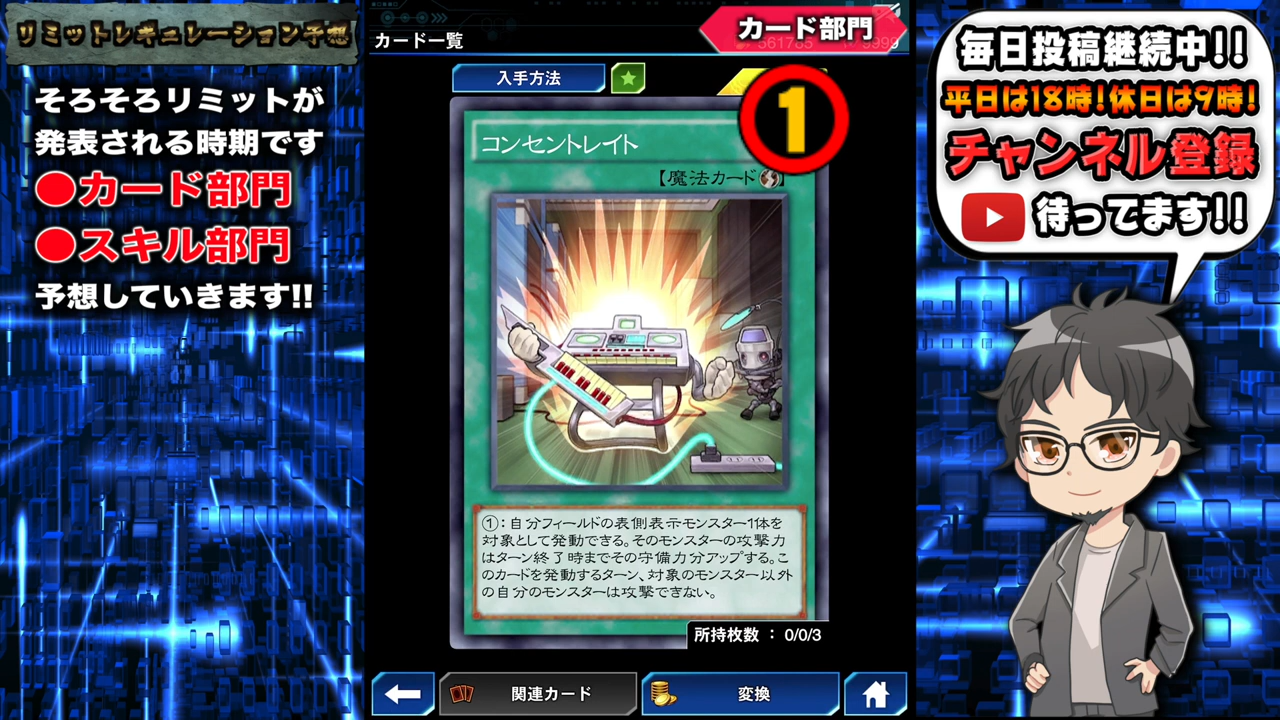 リミットレギュレーション予想
そろそろリミットが
発表される時期です
●カード部門
●スキル部門
予想していきます!!
カード一覧
カード部門
入手方法
1
コンセントレイト
【魔法カード】
①：自分フィールドの表側表示モンスター1体を
対象として発動できる。そのモンスターの攻撃力
はターン終了時までその守備力分アップする。こ
のカードを発動するターン、対象のモンスター以外
の自分のモンスターは攻撃できない。
所持枚数 ： 0/0/3
関連カード
変換
毎日投稿継続中!!
平日は18時!休日は9時!
チャンネル登録
待ってます!!